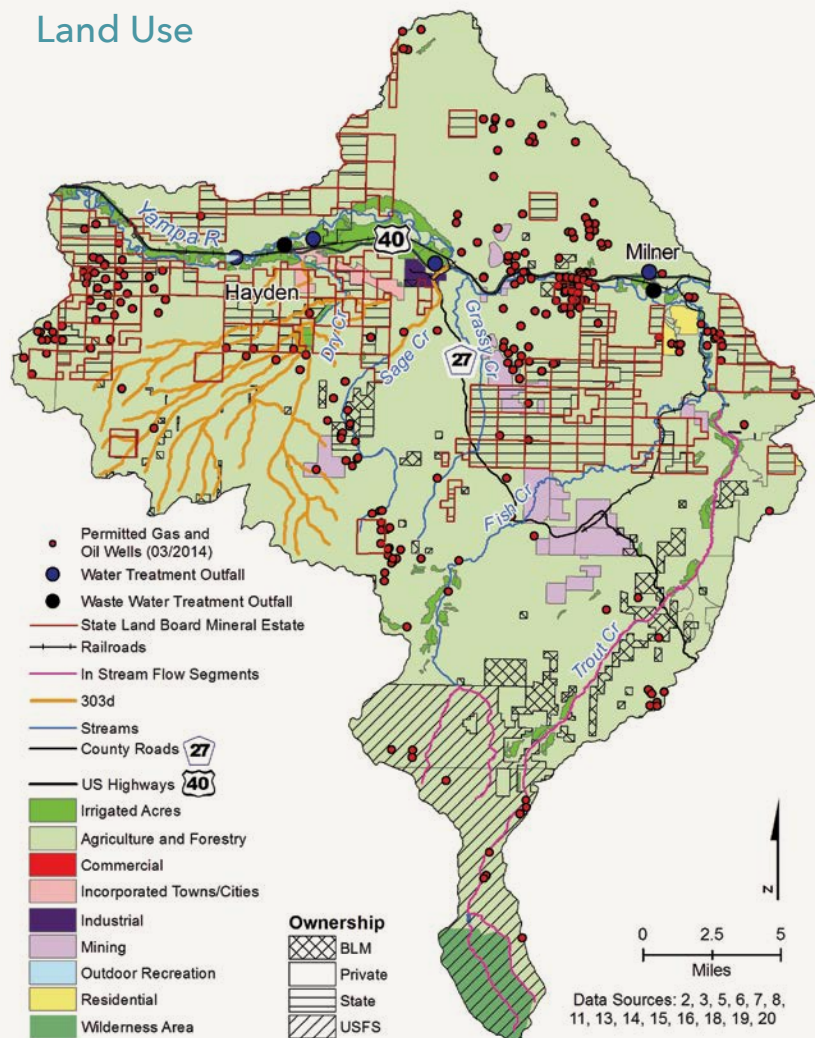 Land Use
Yampa R
40
Milner
Hayden
Dry Cr
Sage Cr
Grassy Cr
27
Fish Cr
Trout Cr
Permitted Gas and
Oil Wells (03/2014)
Water Treatment Outfall
Waste Water Treatment Outfall
State Land Board Mineral Estate
Railroads
In Stream Flow Segments
303d
Streams
County Roads 27
US Highways 40
Irrigated Acres
Agriculture and Forestry
Commercial
Incorporated Towns/Cities
Industrial
Mining
Outdoor Recreation
Residential
Wilderness Area
Ownership
BLM
Private
State
USFS
N
0 2.5 5
Miles
Data Sources: 2, 3, 5, 6, 7, 8,
11, 13, 14, 15, 16, 18, 19, 20